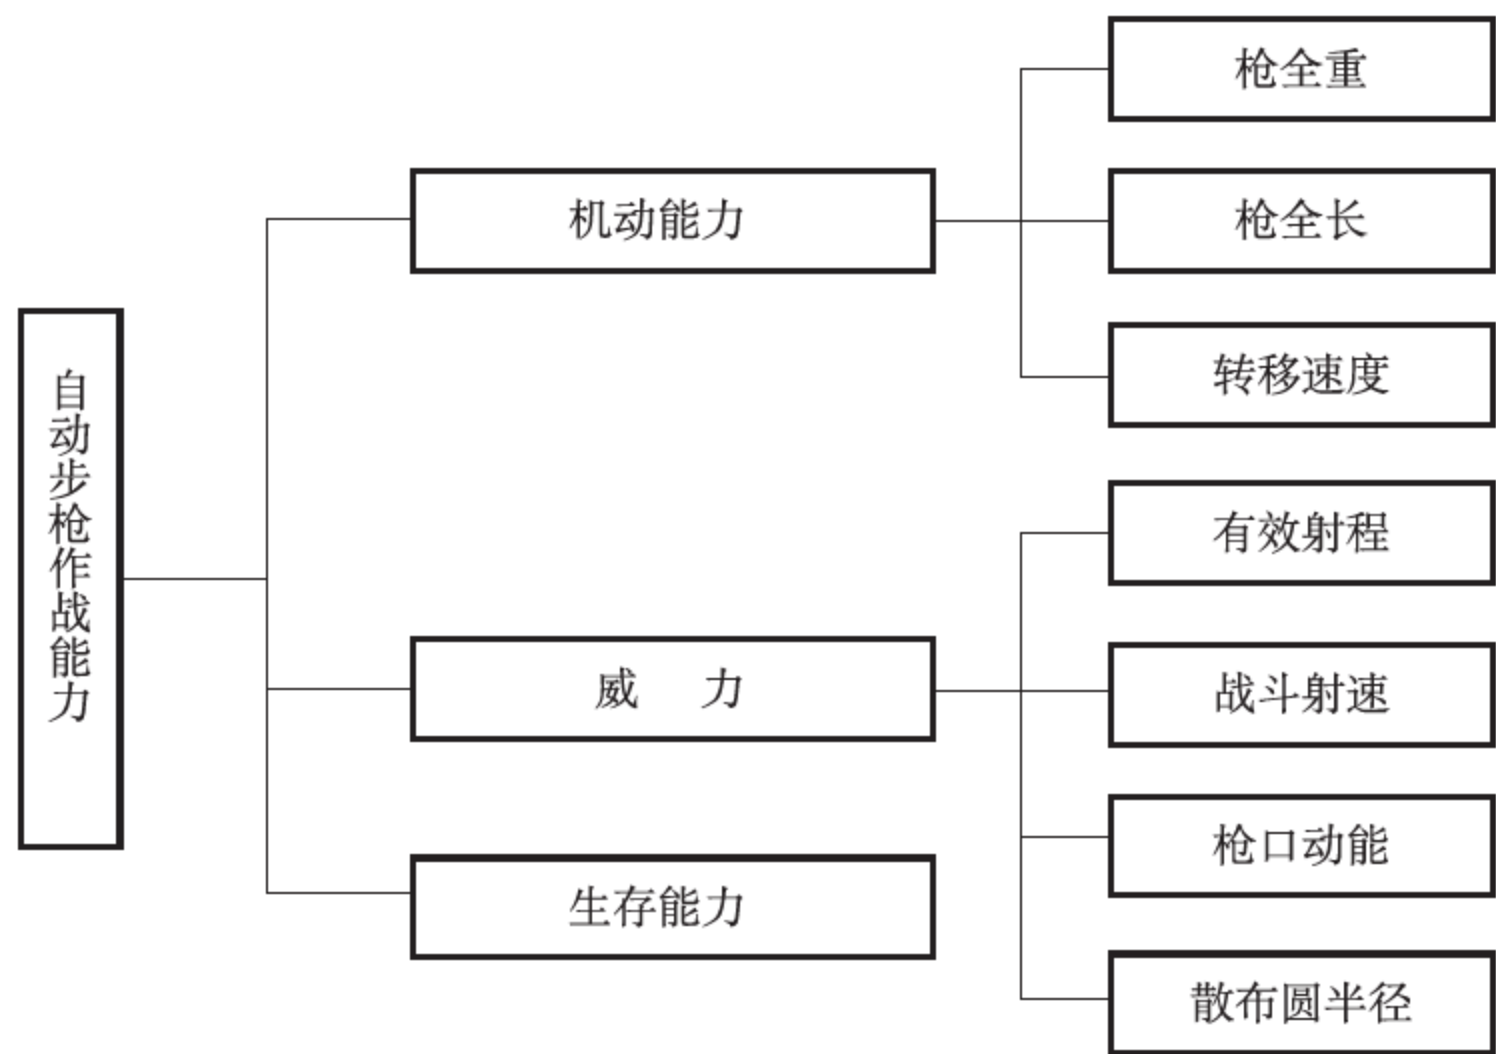 自动步枪作战能力
机动能力
枪全重
枪全长
转移速度
威 力
有效射程
战斗射速
枪口动能
散布圆半径
生存能力